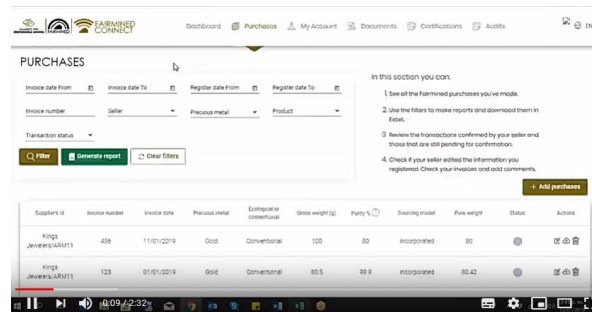 FAIRMINED
FAIRMINED CONNECT
Dashboard Purchases My Account Documents Certifications Audits
PURCHASES
Invoice date From Invoice date To Register date From Register date To
Invoice number Seller Precious metal Product
Transaction status
Filter Generate report Clear filters
In this section you can:
1. See all the Fairmined purchases you've made.
2. Use the filters to make reports and download them in
Excel.
3. Review the transactions confirmed by your seller and
those that are still pending for confirmation.
4. Check if your seller edited the information you
registered. Check your invoices and add comments.
+ Add purchases
Supplier's id Invoice number Invoice date Precious metal Ecological or conventional Gross weight (g) Purity % Sourcing model Pure weight Status Actions
Kings Jewelers/ARM11 456 11/01/2019 Gold Conventional 100 80 Incorporated 80
Kings Jewelers/ARM11 123 01/01/2019 Gold Conventional 80.5 99.9 Incorporated 80.42
0:09 / 2:32